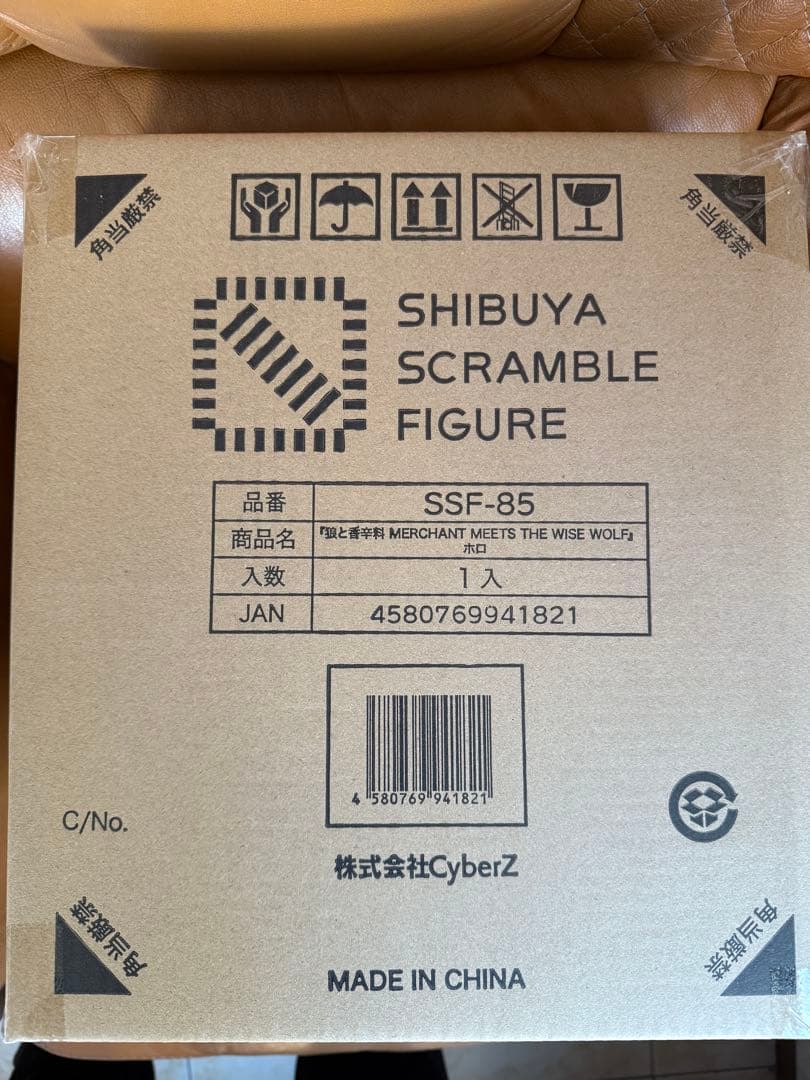 角当厳禁
角当厳禁
SHIBUYA
SCRAMBLE
FIGURE
品番 SSF-85
商品名 『狼と香辛料 MERCHANT MEETS THE WISE WOLF』
ホロ
入数 1入
JAN 4580769941821
4 580769 941821
C/No.
株式会社CyberZ
角当厳禁
角当厳禁
MADE IN CHINA